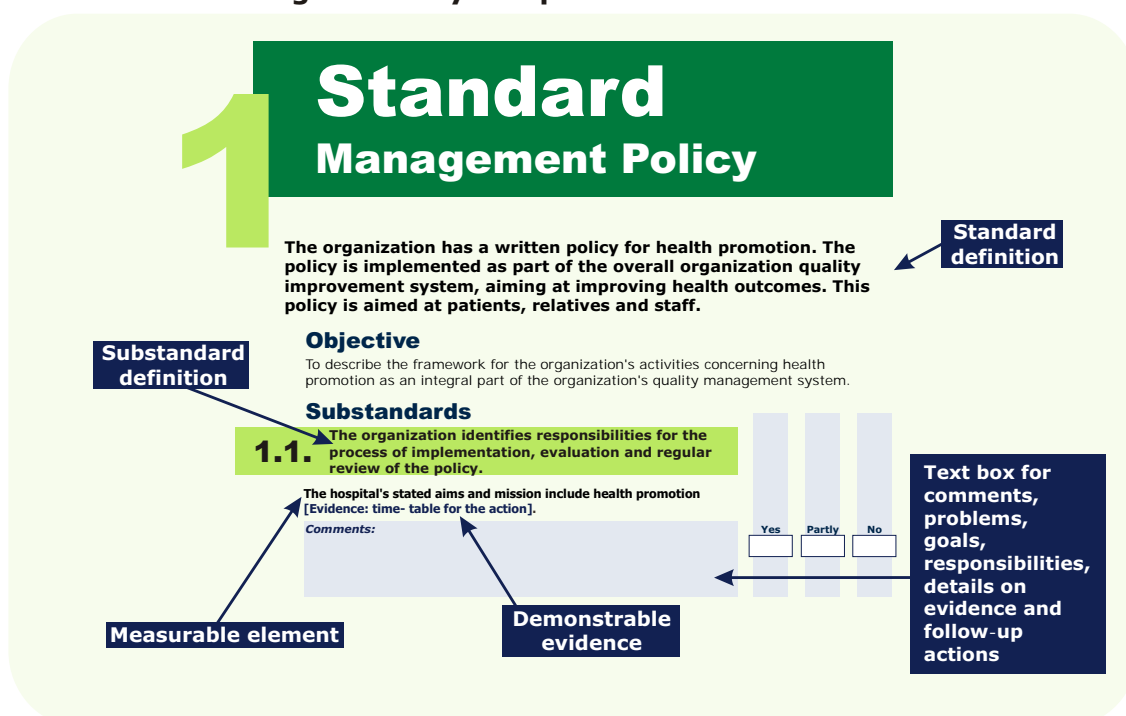 1
Standard
Management Policy
Standard
definition
The organization has a written policy for health promotion. The
policy is implemented as part of the overall organization quality
improvement system, aiming at improving health outcomes. This
policy is aimed at patients, relatives and staff.
Objective
To describe the framework for the organization's activities concerning health
promotion as an integral part of the organization's quality management system.
Substandard
definition
Substandards
1.1.
The organization identifies responsibilities for the
process of implementation, evaluation and regular
review of the policy.
The hospital's stated aims and mission include health promotion
[Evidence: time- table for the action].
Comments:
Yes Partly No
Text box for
comments,
problems,
goals,
responsibilities,
details on
evidence and
follow-up
actions
Measurable element
Demonstrable
evidence